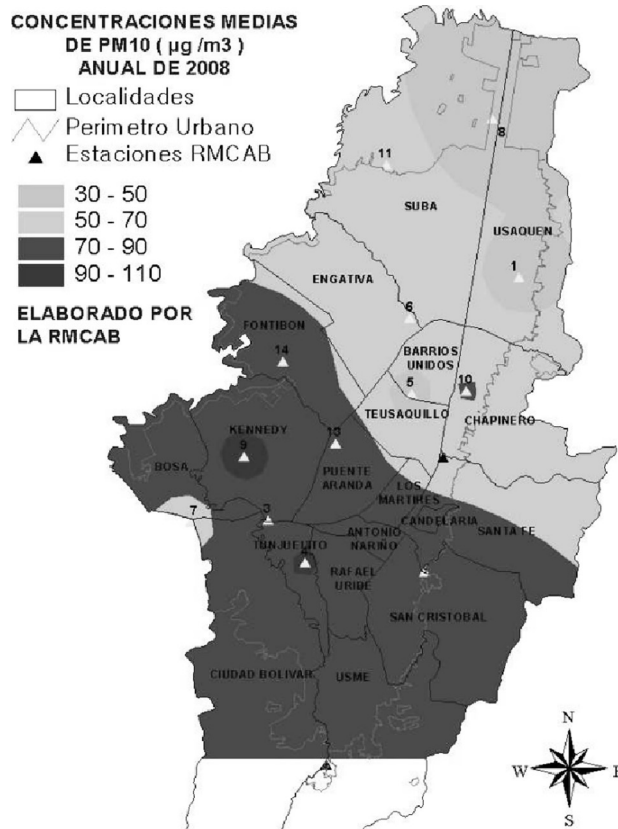 CONCENTRACIONES MEDIAS
DE PM10 ( µg /m3 )
ANUAL DE 2008
Localidades
Perimetro Urbano
Estaciones RMCAB
30 - 50
50 - 70
70 - 90
90 - 110
ELABORADO POR
LA RMCAB
8
11
SUBA
USAQUEN
1
ENGATIVA
6
FONTIBON
14
BARRIOS
UNIDOS
5
10
TEUSAQUILLO
CHAPINERO
KENNEDY
9
13
BOSA
PUENTE
ARANDA
LOS
MARTIRES
7
3
CANDELARIA
SANTA FE
ANTONIO
NARIÑO
TUNJUELITO
RAFAEL
URIDE
SAN CRISTOBAL
CIUDAD BOLIVAR
USME
N
W
E
S